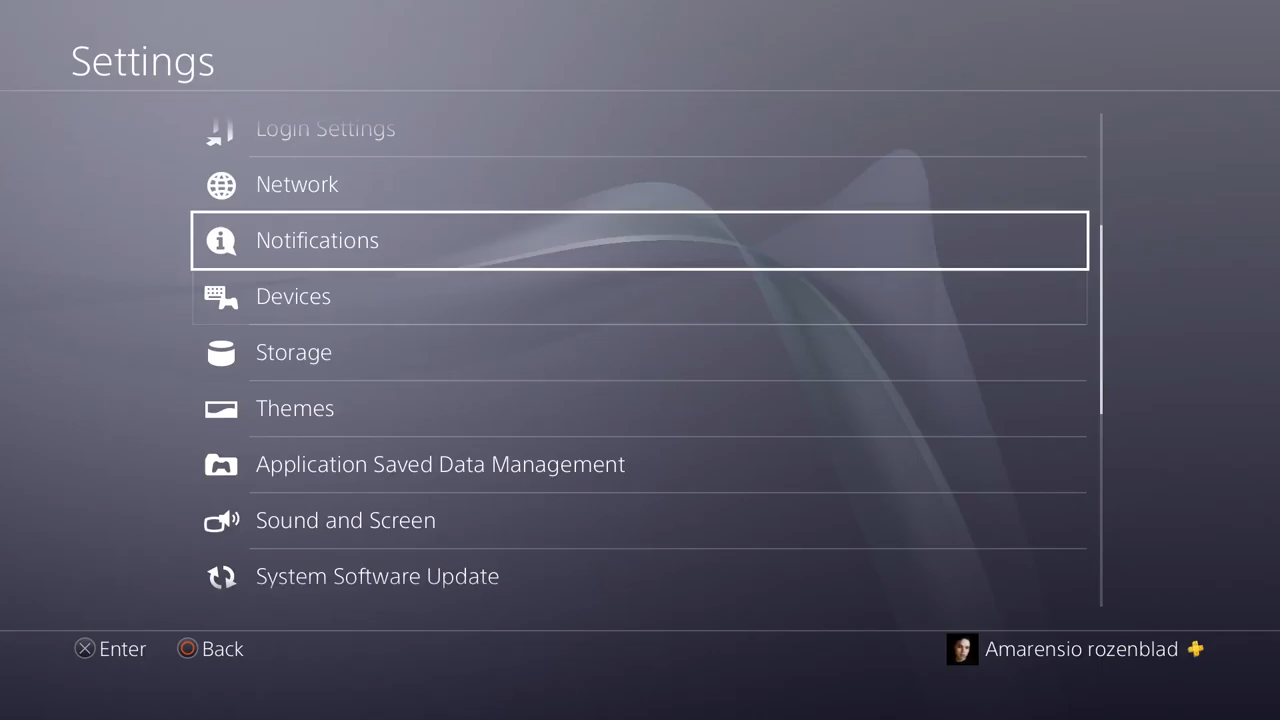 Settings
Login Settings
Network
Notifications
Devices
Storage
Themes
Application Saved Data Management
Sound and Screen
System Software Update
Enter
Back
Amarensio rozenblad